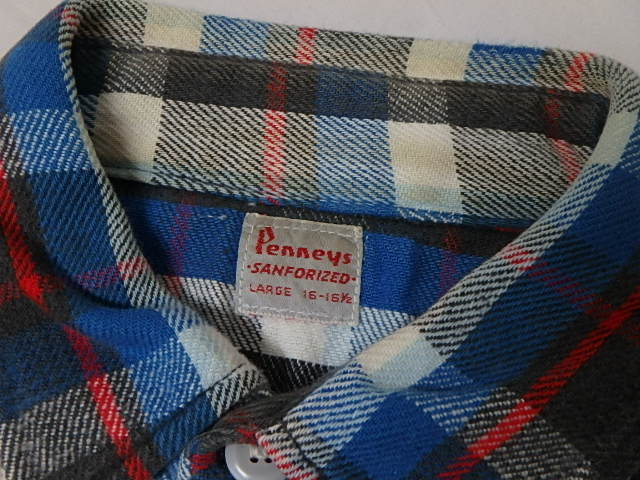 Penneys
·SANFORIZED·
LARGE 16-16½